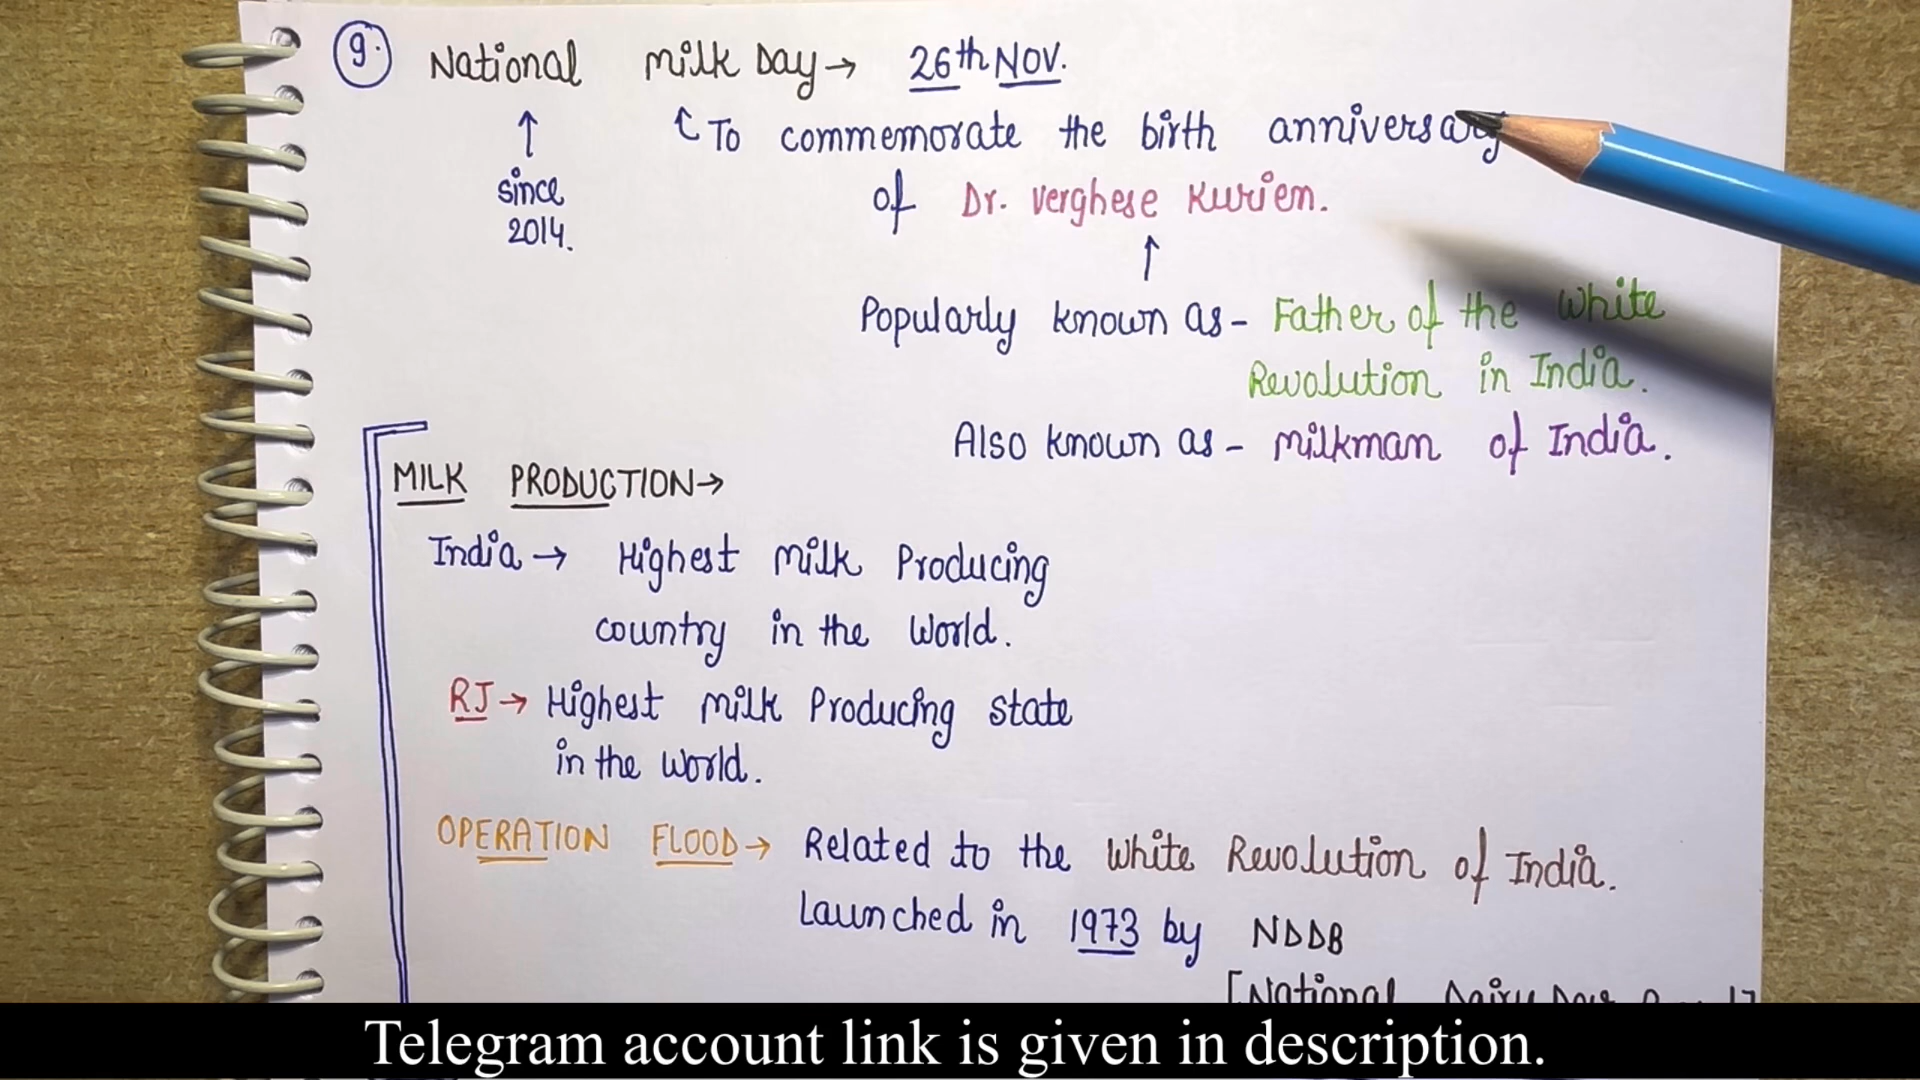 9. National milk Day → 26th NOV.
↑ To commemorate the birth anniversary
since of Dr. Verghese Kurien.
2014. ↑
Popularly known as - Father of the White
Revolution in India.
Also known as - milkman of India.
MILK PRODUCTION →
India → Highest milk Producing
country in the World.
RJ → Highest milk Producing state
in the World.
OPERATION FLOOD → Related to the White Revolution of India.
Launched in 1973 by NDDB
[National
Telegram account link is given in description.